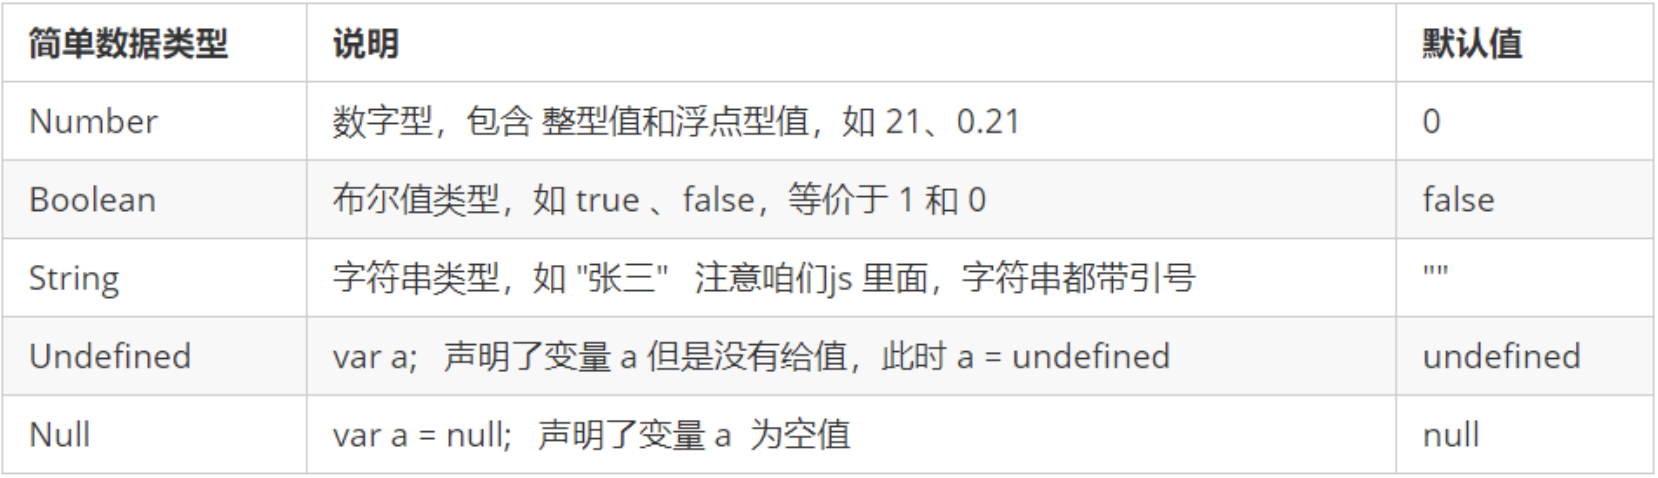 简单数据类型 说明 默认值
Number 数字型，包含 整型值和浮点型值，如 21、0.21 0
Boolean 布尔值类型，如 true 、false，等价于 1 和 0 false
String 字符串类型，如 "张三" 注意咱们js 里面，字符串都带引号 ""
Undefined var a; 声明了变量 a 但是没有给值，此时 a = undefined undefined
Null var a = null; 声明了变量 a 为空值 null